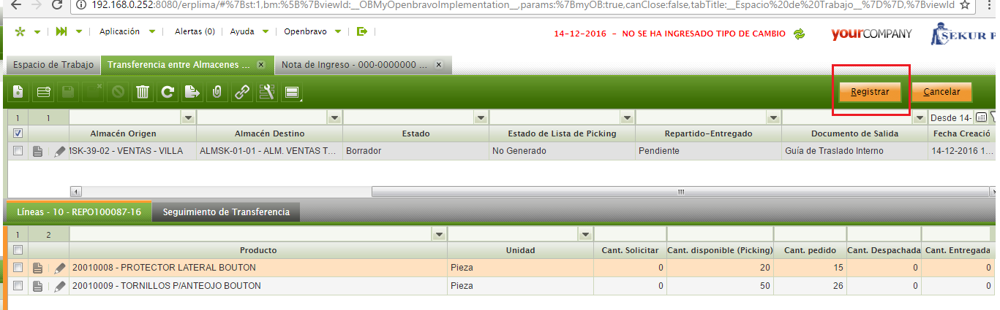 192.168.0.252:8080/erplima/#%7Bst:1,bm:%5B%7BviewId:__OBMyOpenbravoImplementation__,params:%7BmyOB:true,canClose:false,tabTitle:__Espacio%20de%20Trabajo__%7D%7D,%7BviewId
Aplicación Alertas (0) Ayuda Openbravo 14-12-2016 - NO SE HA INGRESADO TIPO DE CAMBIO yourCOMPANY SEKUR P
Espacio de Trabajo Transferencia entre Almacenes ... Nota de Ingreso - 000-0000000 ...
Registrar Cancelar
1 1 Desde 14-
Almacén Origen Almacén Destino Estado Estado de Lista de Picking Repartido-Entregado Documento de Salida Fecha Creació
MSK-39-02 - VENTAS - VILLA ALMSK-01-01 - ALM. VENTAS T... Borrador No Generado Pendiente Guía de Traslado Interno 14-12-2016 1...
Líneas - 10 - REPO100087-16 Seguimiento de Transferencia
1 2
Producto Unidad Cant. Solicitar Cant. disponible (Picking) Cant. pedido Cant. Despachada Cant. Entregada
20010008 - PROTECTOR LATERAL BOUTON Pieza 0 20 15 0 0
20010009 - TORNILLOS P/ANTEOJO BOUTON Pieza 0 50 26 0 0